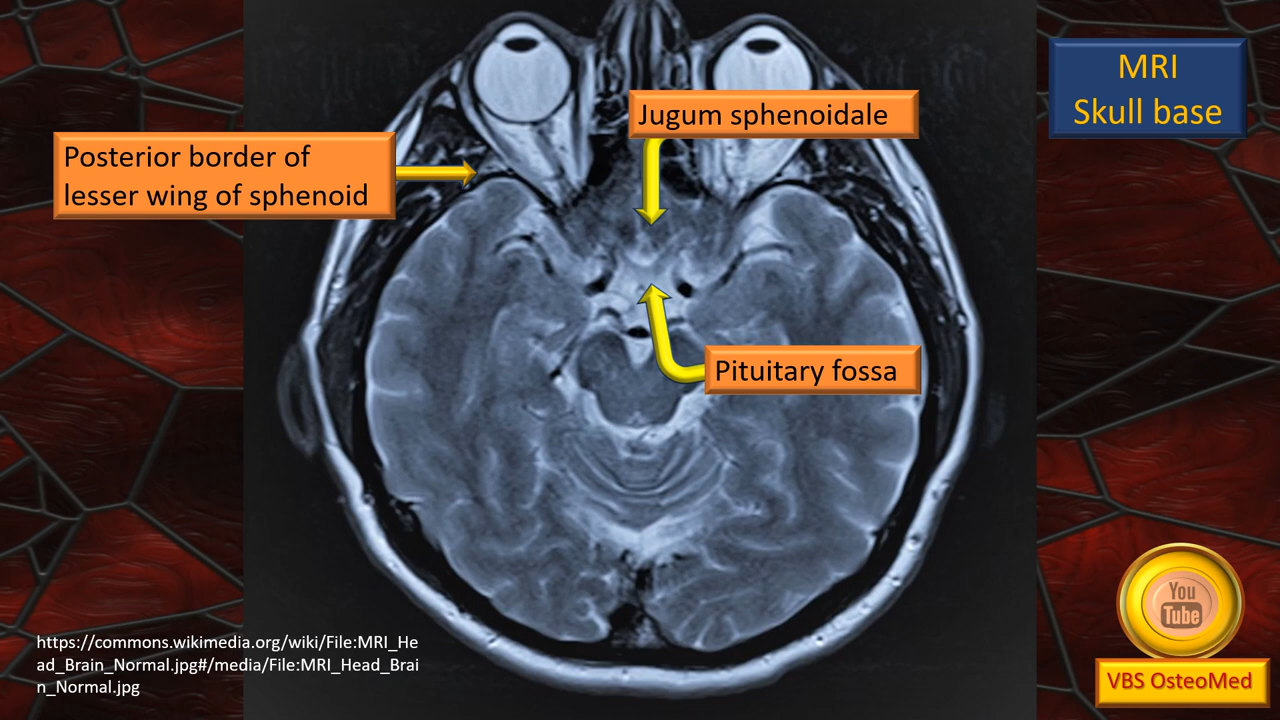 MRI
Skull base
Jugum sphenoidale
Posterior border of
lesser wing of sphenoid
Pituitary fossa
https://commons.wikimedia.org/wiki/File:MRI_He
ad_Brain_Normal.jpg#/media/File:MRI_Head_Brai
n_Normal.jpg
You
Tube
VBS OsteoMed